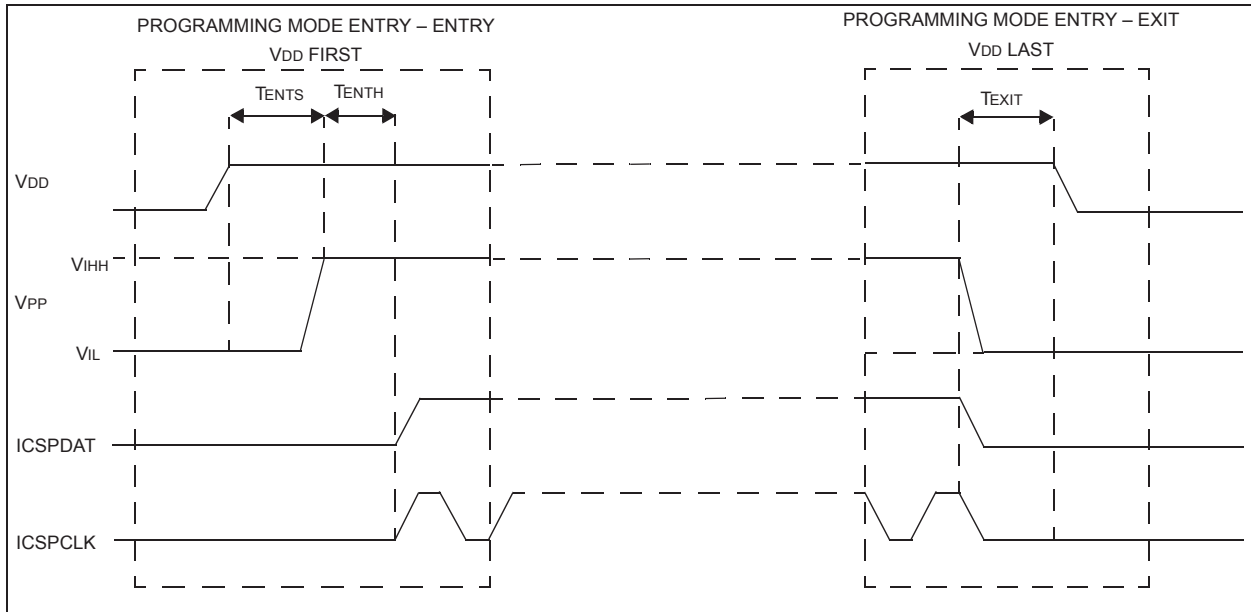 PROGRAMMING MODE ENTRY – ENTRY
VDD FIRST
PROGRAMMING MODE ENTRY – EXIT
VDD LAST
TENTS
TENTH
TEXIT
VDD
VIHH
VPP
VIL
ICSPDAT
ICSPCLK